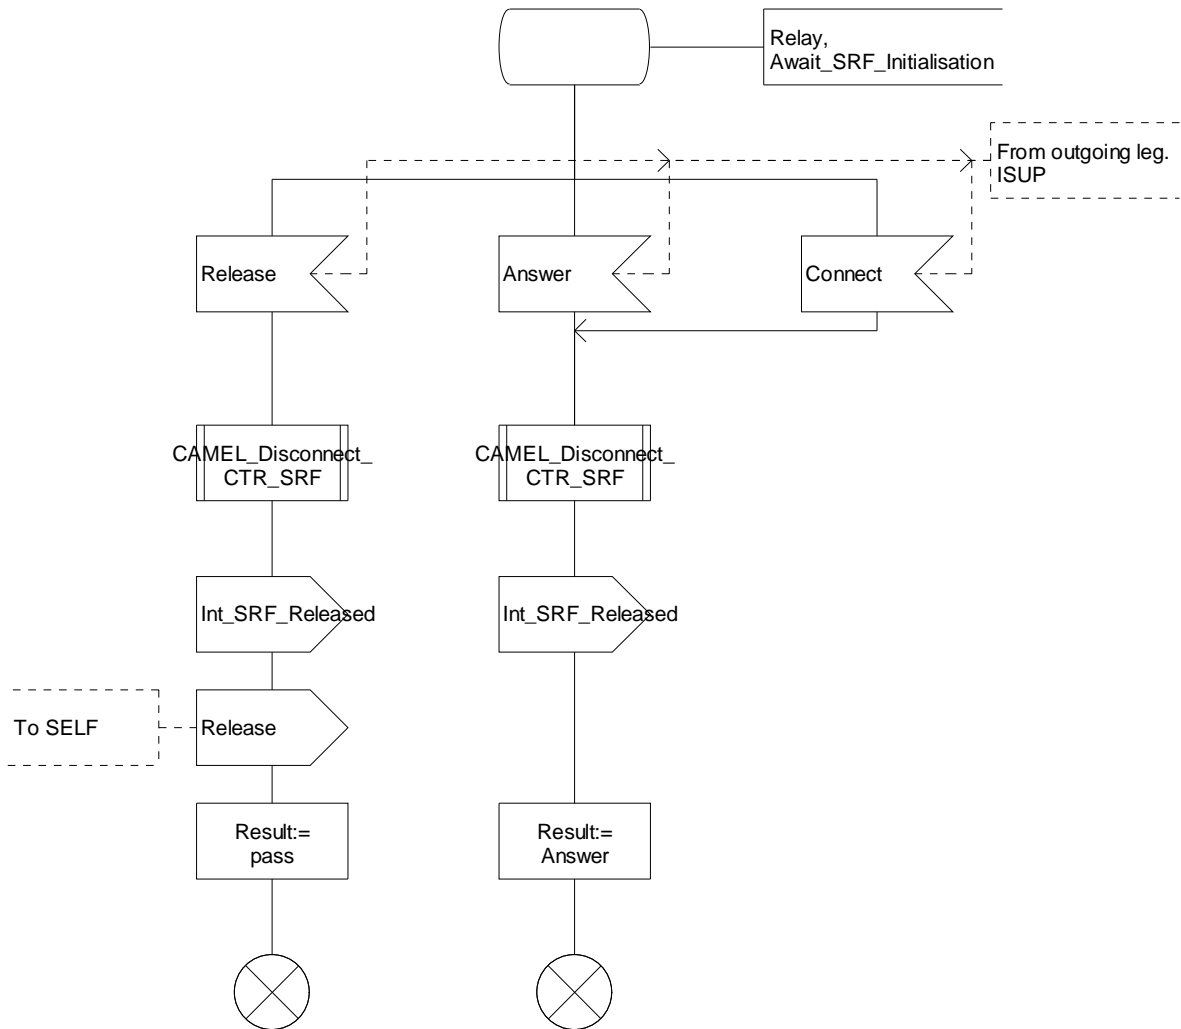 Relay,
Await_SRF_Initialisation
From outgoing leg.
ISUP
Release
Answer
Connect
CAMEL_Disconnect_
CTR_SRF
CAMEL_Disconnect_
CTR_SRF
Int_SRF_Released
Int_SRF_Released
To SELF
Release
Result:=
pass
Result:=
Answer